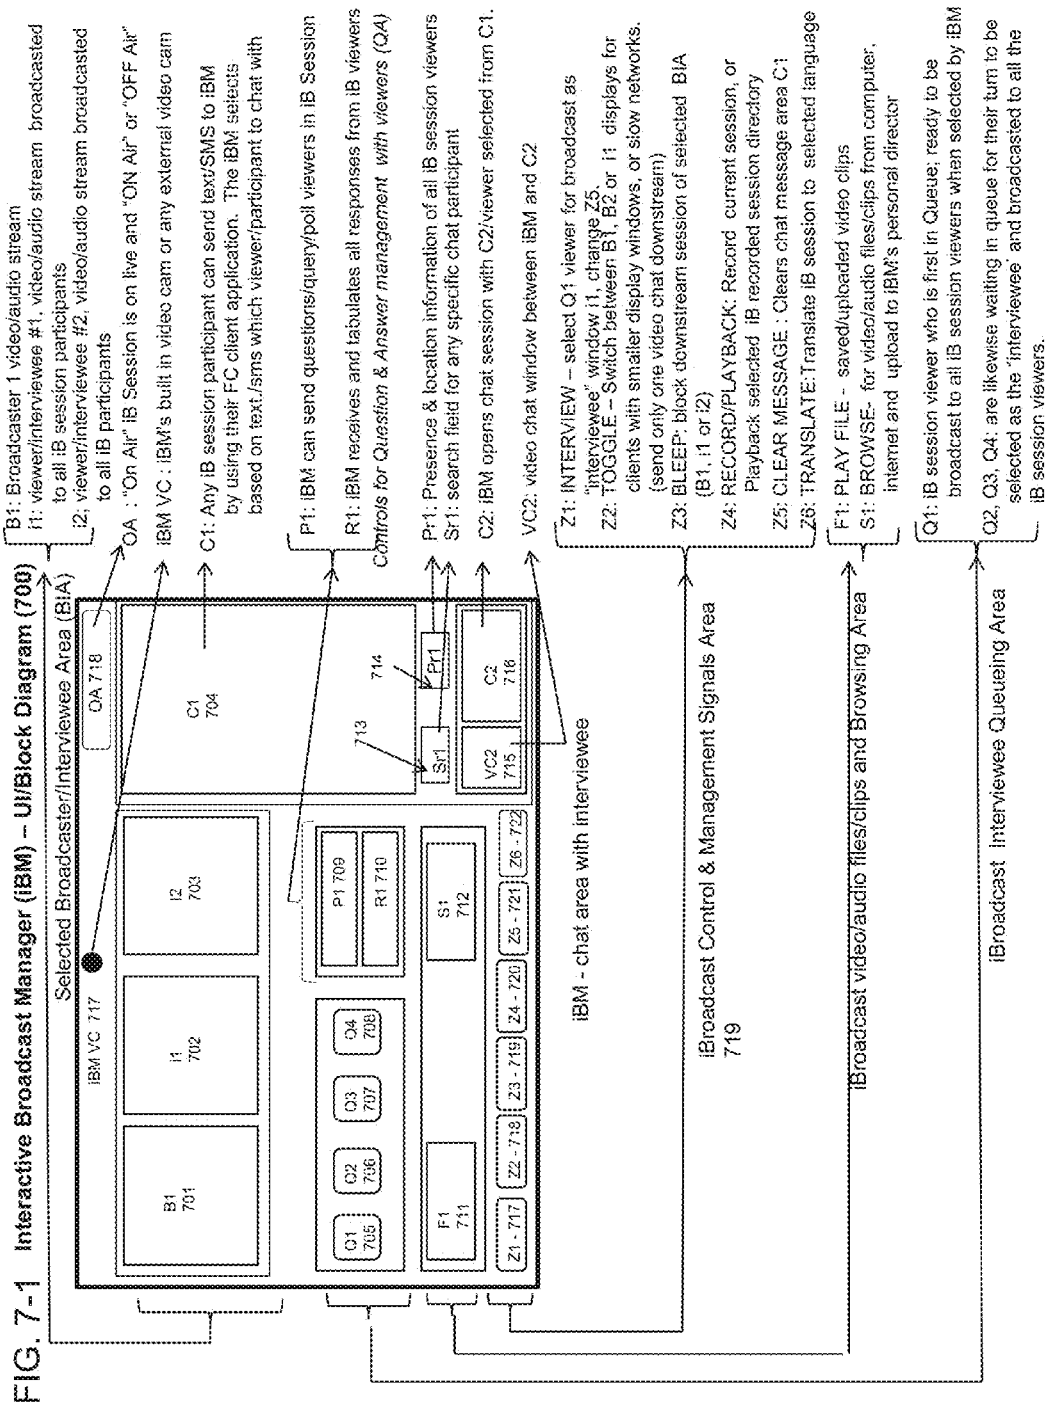 FIG. 7-1 Interactive Broadcast Manager (iBM) – UI/Block Diagram (700)
Selected Broadcaster/Interviewee Area (BIA)
iBM VC 717
OA 718
B1
701
i1
702
I2
703
C1
704
Q1
705
Q2
706
Q3
707
Q4
708
P1 709
R1 710
713
714
Sr1
Pr1
F1
711
S1
712
VC2
715
C2
716
Z1 - 717
Z2 - 718
Z3 - 719
Z4 - 720
Z5 - 721
Z6 - 722
iBM - chat area with interviewee
iBroadcast Control & Management Signals Area
719
iBroadcast video/audio files/clips and Browsing Area
iBroadcast Interviewee Queueing Area
B1: Broadcaster 1 video/audio stream
i1: viewer/interviewee #1, video/audio stream broadcasted
to all iB session participans
i2; viewer/interviewee #2, video/audio stream broadcasted
to all iB participants
OA : "On Air" iB Session is on live and "ON Air" or "OFF Air"
iBM VC : iBM's built in video cam or any external video cam
C1: Any iB session participant can send text/SMS to iBM
by using their FC client application. The iBM selects
based on text./sms which viewer/participant to chat with
P1: iBM can send questions/query/poll viewers in iB Session
R1: iBM receives and tabulates all responses from iB viewers
Controls for Question & Answer management with viewers (QA)
Pr1: Presence & location information of all iB session viewers
Sr1: search field for any specific chat participant
C2: iBM opens chat session with C2/viewer selected from C1.
VC2: video chat window between iBM and C2
Z1: INTERVIEW – select Q1 viewer for broadcast as
"interviewee" window i1, change Z5.
Z2: TOGGLE – Switch between B1, B2 or i1 displays for
clients with smaller display windows, or slow networks.
(send only one video chat downstream)
Z3: BLEEP: block downstream session of selected BIA
(B1, i1 or i2)
Z4: RECORD/PLAYBACK: Record current session, or
Playback selected iB recorded session directory
Z5: CLEAR MESSAGE : Clears chat message area C1
Z6: TRANSLATE:Translate iB session to selected language
F1: PLAY FILE - saved/uploaded video clips
S1: BROWSE- for video/audio files/clips from computer,
internet and upload to iBM's personal director
Q1: iB session viewer who is first in Queue; ready to be
broadcast to all iB session viewers when selected by iBM
Q2, Q3, Q4: are likewise waiting in queue for their turn to be
selected as the 'interviewee' and broadcasted to all the
iB session viewers.